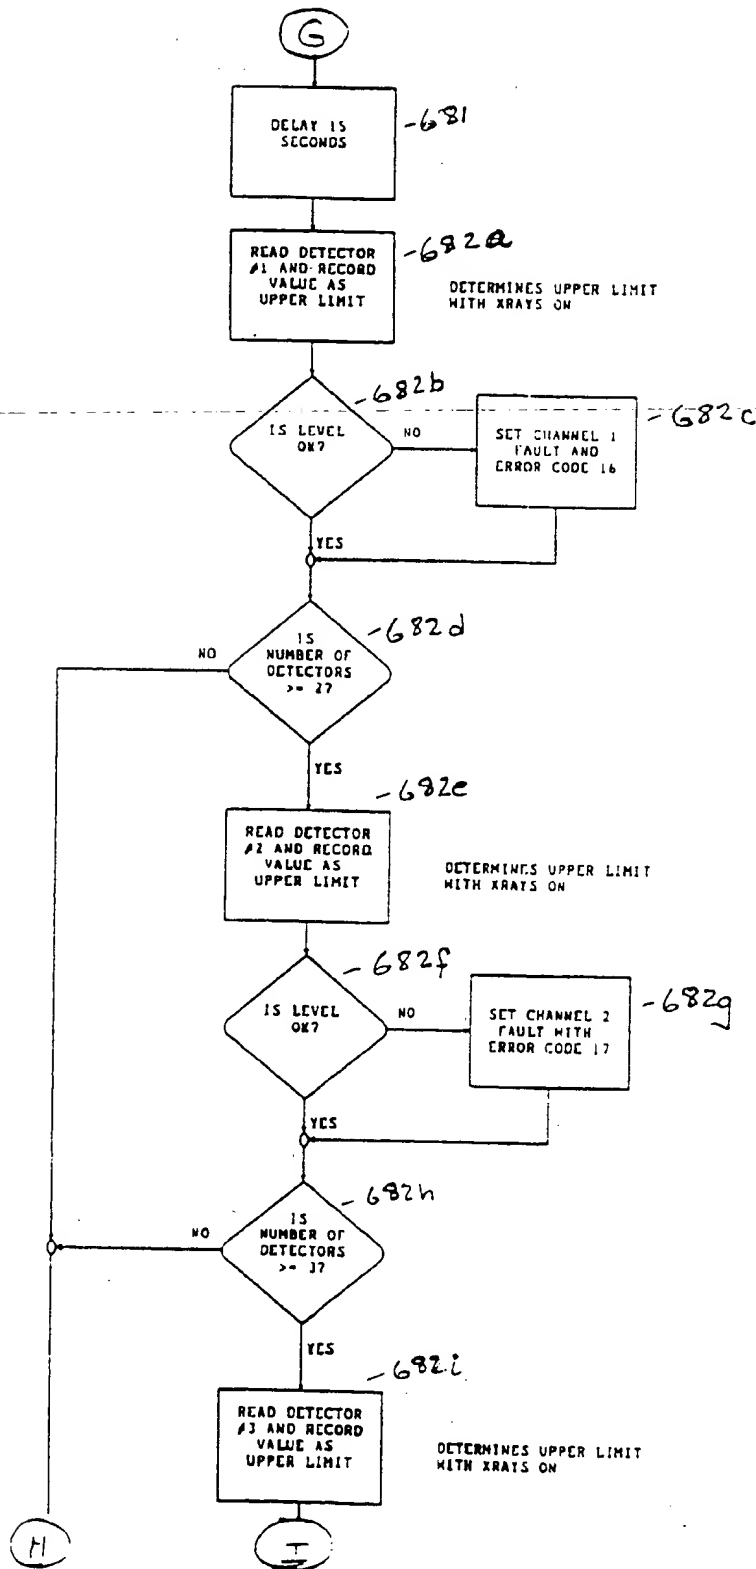 G
DELAY 15
SECONDS
-681
READ DETECTOR
#1 AND RECORD
VALUE AS
UPPER LIMIT
-682a
DETERMINES UPPER LIMIT
WITH XRAYS ON
IS LEVEL
OK?
-682b
NO
SET CHANNEL 1
FAULT AND
ERROR CODE 16
-682c
YES
IS
NUMBER OF
DETECTORS
>= 2?
-682d
NO
YES
READ DETECTOR
#2 AND RECORD
VALUE AS
UPPER LIMIT
-682e
DETERMINES UPPER LIMIT
WITH XRAYS ON
IS LEVEL
OK?
-682f
NO
SET CHANNEL 2
FAULT WITH
ERROR CODE 17
-682g
YES
IS
NUMBER OF
DETECTORS
>= 3?
-682h
NO
YES
READ DETECTOR
#3 AND RECORD
VALUE AS
UPPER LIMIT
-682i
DETERMINES UPPER LIMIT
WITH XRAYS ON
H
I